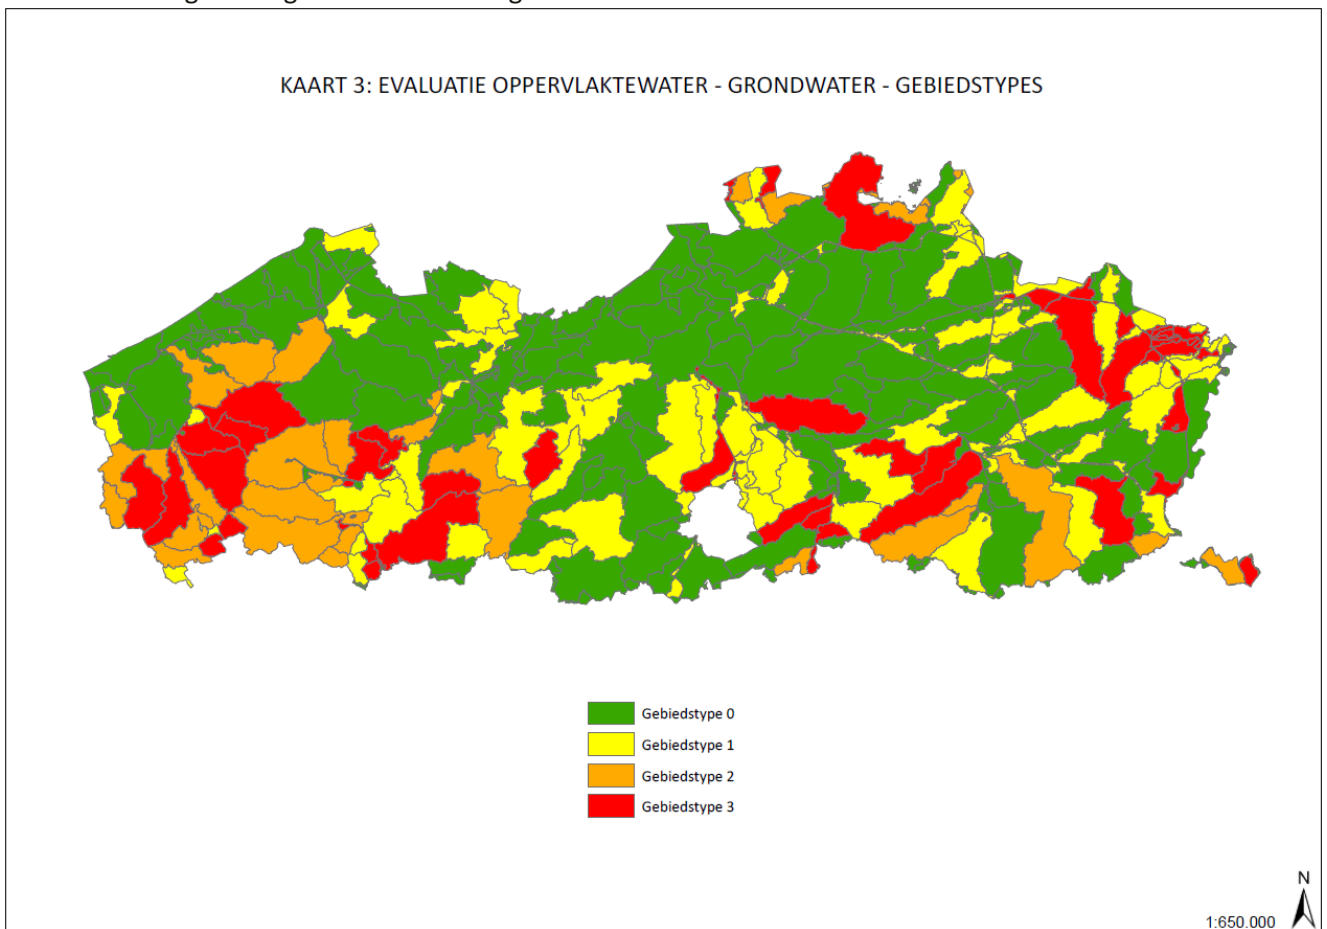 KAART 3: EVALUATIE OPPERVLAKTEWATER - GRONDWATER - GEBIEDSTYPES
Gebiedstype 0
Gebiedstype 1
Gebiedstype 2
Gebiedstype 3
N
1:650.000